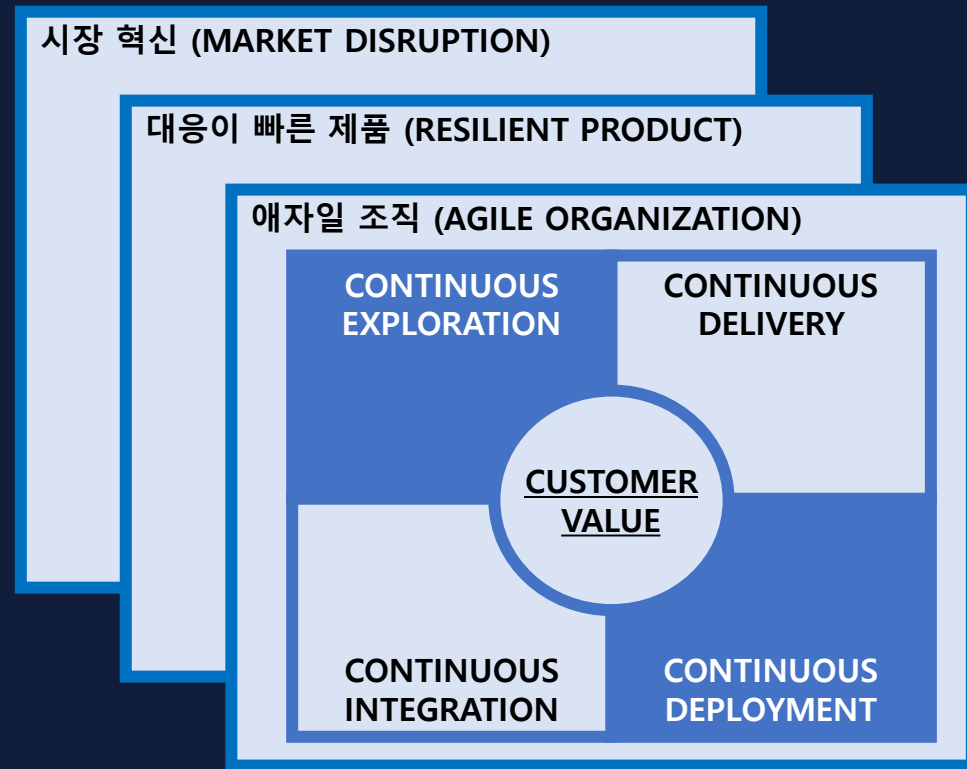 시장 혁신 (MARKET DISRUPTION)
대응이 빠른 제품 (RESILIENT PRODUCT)
애자일 조직 (AGILE ORGANIZATION)
CONTINUOUS
EXPLORATION
CONTINUOUS
DELIVERY
CUSTOMER
VALUE
CONTINUOUS
INTEGRATION
CONTINUOUS
DEPLOYMENT